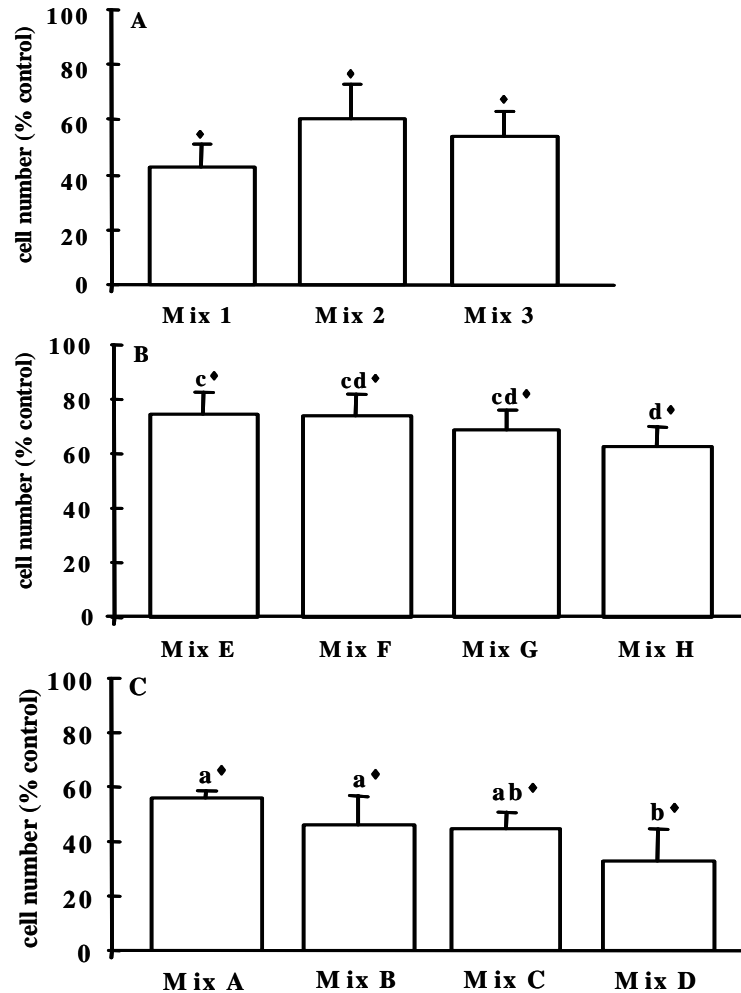 A
cell number (% control)
100
80
60
40
20
0
Mix 1 Mix 2 Mix 3
B
cell number (% control)
100
80
60
40
20
0
c♦ cd♦ cd♦ d♦
Mix E Mix F Mix G Mix H
C
cell number (% control)
100
80
60
40
20
0
a♦ a♦ ab♦ b♦
Mix A Mix B Mix C Mix D